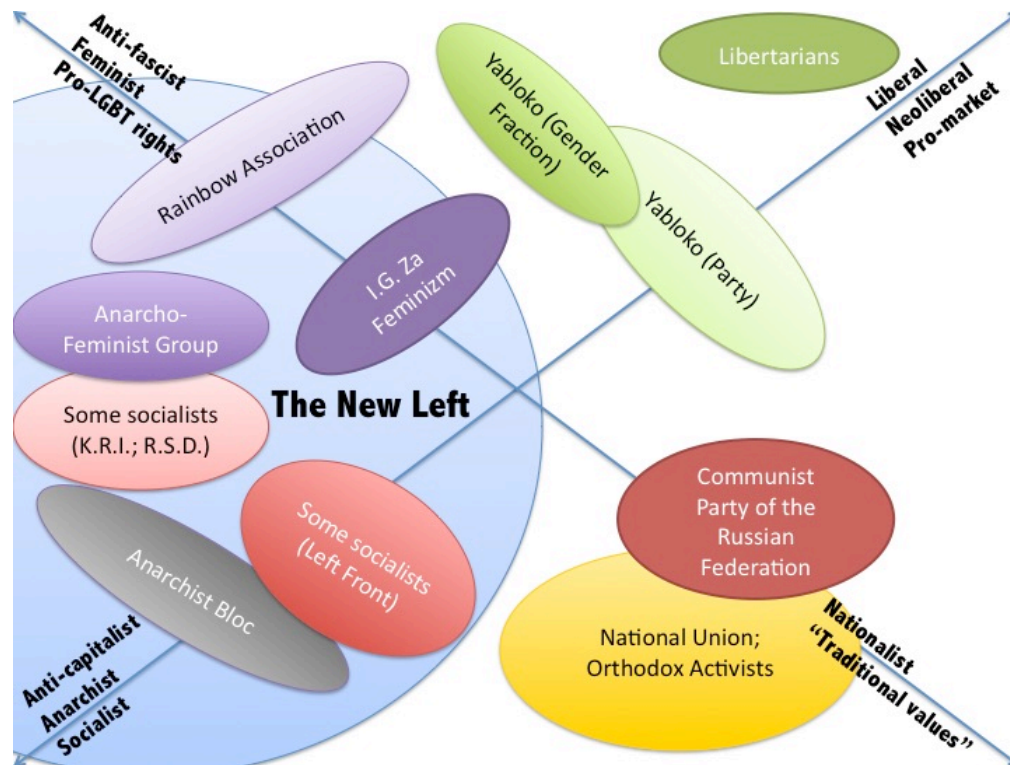 Anti-fascist
Feminist
Pro-LGBT rights
Libertarians
Liberal
Neoliberal
Pro-market
Yabloko (Gender
Fraction)
Rainbow Association
Yabloko (Party)
I.G. Za
Feminizm
Anarcho-
Feminist Group
The New Left
Some socialists
(K.R.I.; R.S.D.)
Communist
Party of the
Russian
Federation
Some socialists
(Left Front)
Anarchist Bloc
National Union;
Orthodox Activists
Nationalist
“Traditional values”
Anti-capitalist
Anarchist
Socialist